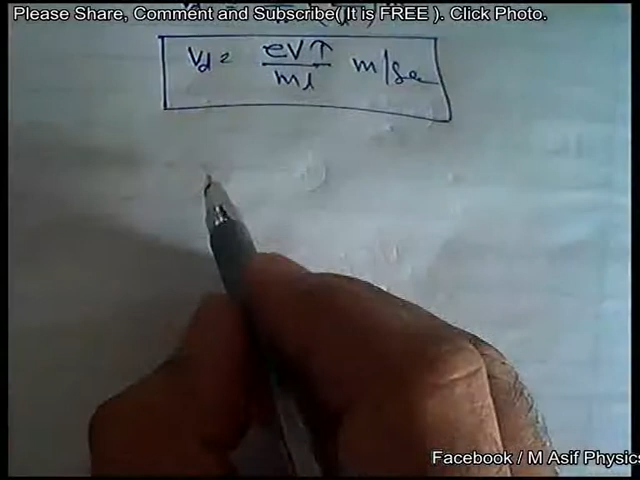 Please Share, Comment and Subscribe( It is FREE ). Click Photo.
Vd = eVτ/ml m/sec
Facebook / M Asif Physics